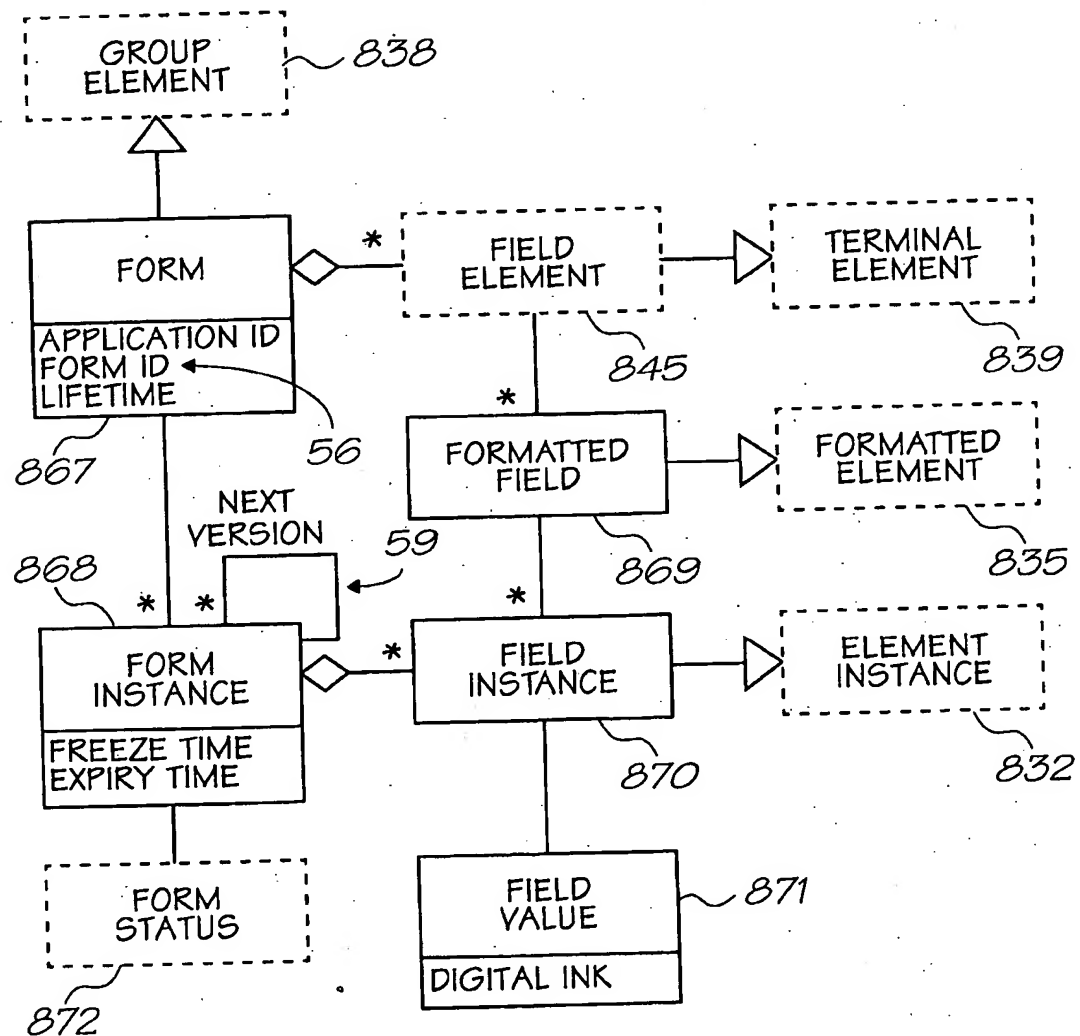 GROUP
ELEMENT
838
FORM
APPLICATION ID
FORM ID
LIFETIME
867
56
*
FIELD
ELEMENT
845
TERMINAL
ELEMENT
839
*
FORMATTED
FIELD
869
FORMATTED
ELEMENT
835
NEXT
VERSION
59
868
*
*
FORM
INSTANCE
FREEZE TIME
EXPIRY TIME
*
*
FIELD
INSTANCE
870
ELEMENT
INSTANCE
832
FORM
STATUS
872
FIELD
VALUE
DIGITAL INK
871